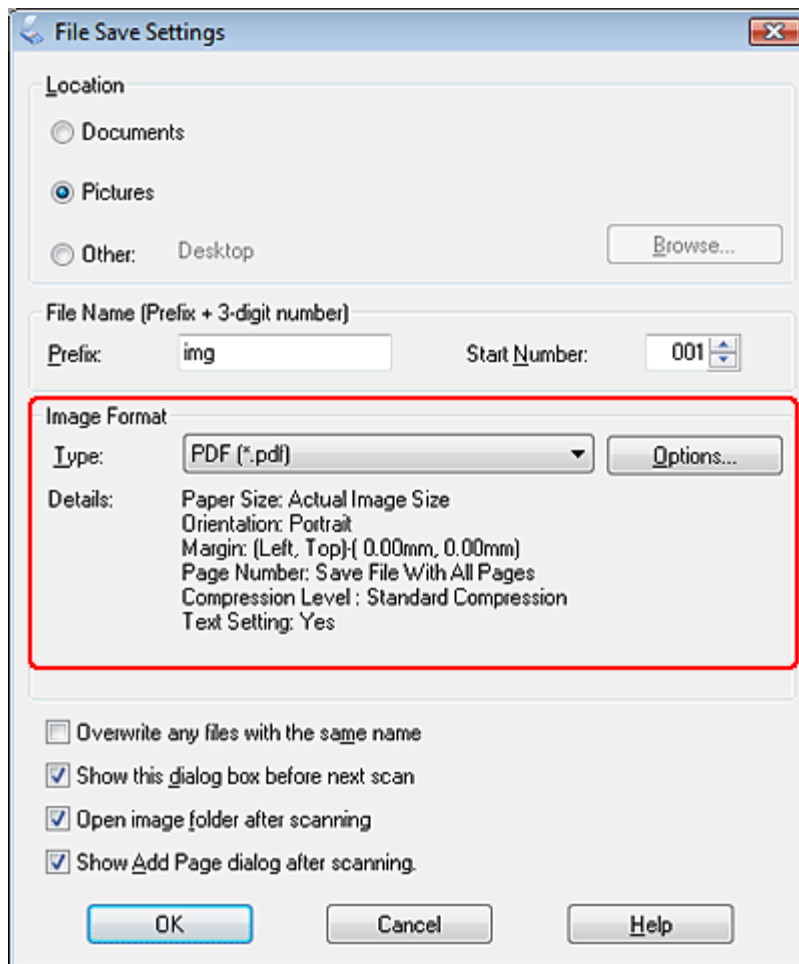 File Save Settings
Location
Documents
Pictures
Other: Desktop Browse...
File Name (Prefix + 3-digit number)
Prefix: img Start Number: 001
Image Format
Type: PDF (*.pdf) Options...
Details: Paper Size: Actual Image Size
Orientation: Portrait
Margin: (Left, Top)-( 0.00mm, 0.00mm)
Page Number: Save File With All Pages
Compression Level : Standard Compression
Text Setting: Yes
Overwrite any files with the same name
Show this dialog box before next scan
Open image folder after scanning
Show Add Page dialog after scanning.
OK Cancel Help